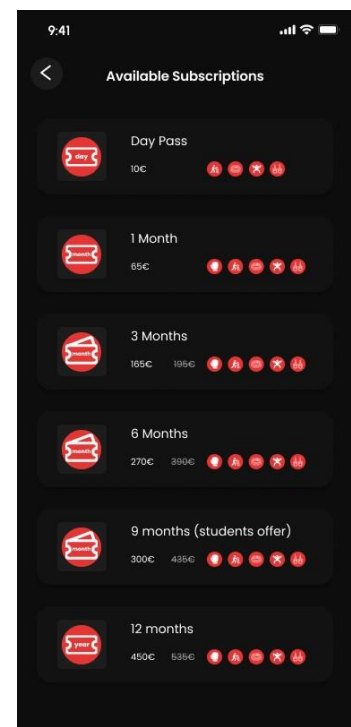 9:41
Available Subscriptions
day
Day Pass
10€
month
1 Month
65€
month
3 Months
165€ 195€
month
6 Months
270€ 390€
month
9 months (students offer)
300€ 435€
year
12 months
450€ 535€